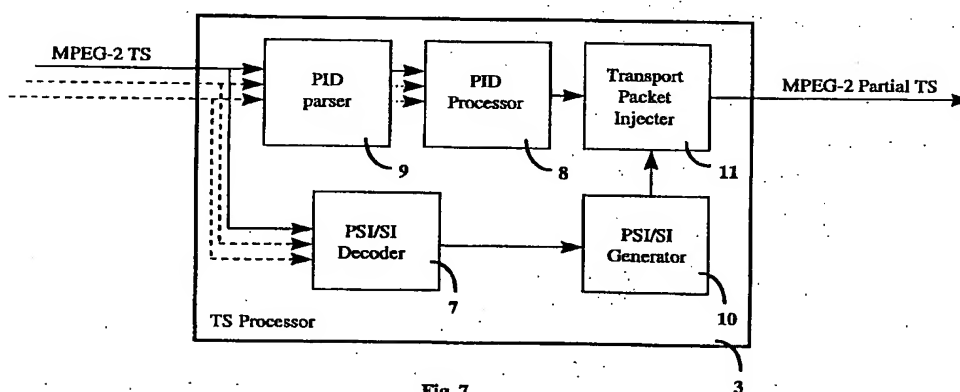 MPEG-2 TS
PID
parser
9
PID
Processor
8
Transport
Packet
Injecter
11
MPEG-2 Partial TS
PSI/SI
Decoder
7
PSI/SI
Generator
10
TS Processor
3
Fig. 7